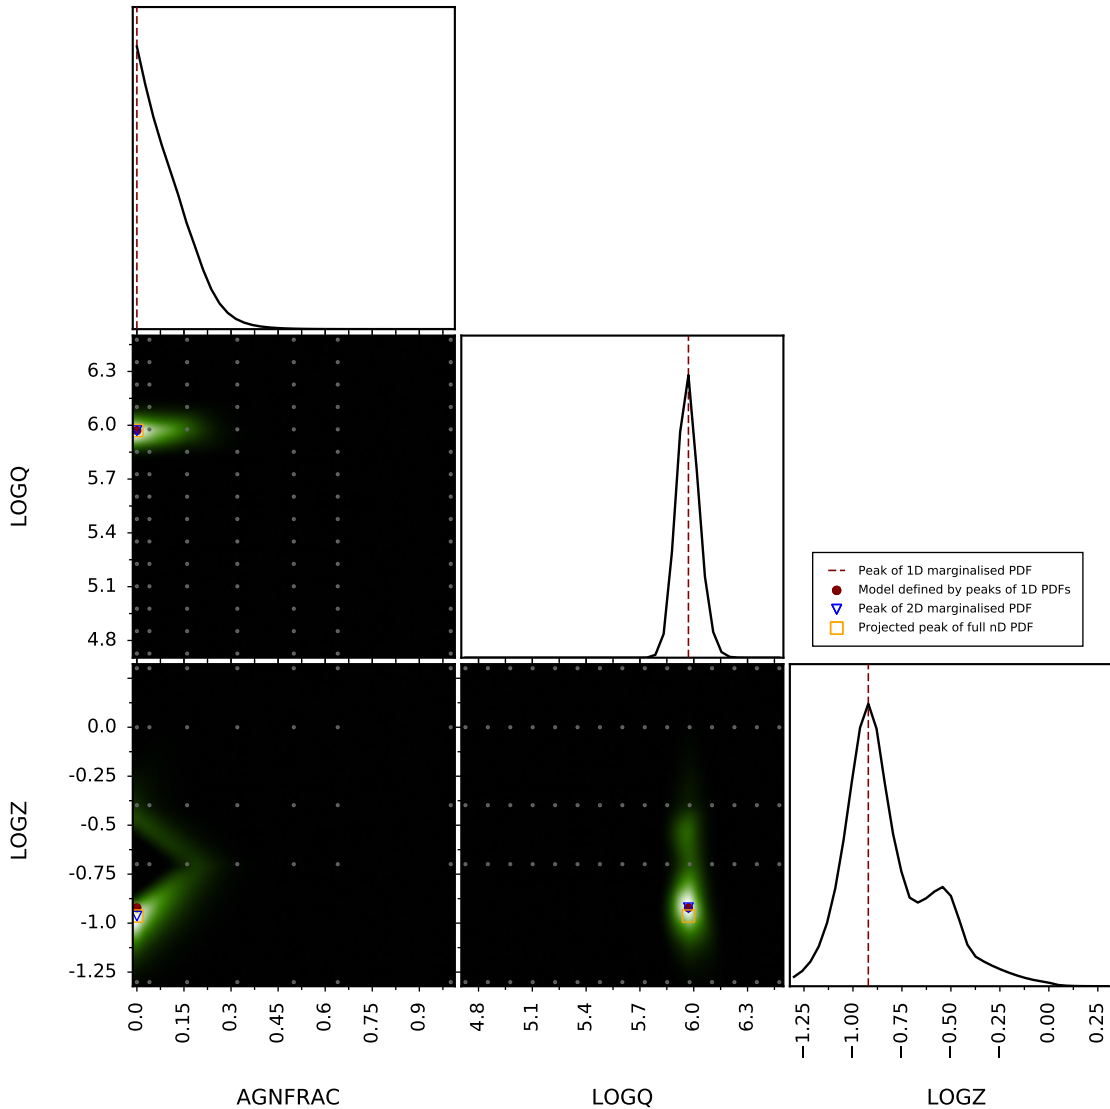 6.3
6.0
5.7
5.4
5.1
4.8
LOGQ
Peak of 1D marginalised PDF
Model defined by peaks of 1D PDFs
Peak of 2D marginalised PDF
Projected peak of full nD PDF
0.0
-0.25
-0.5
-0.75
-1.0
-1.25
LOGZ
0.0 0.15 0.3 0.45 0.6 0.75 0.9
4.8 5.1 5.4 5.7 6.0 6.3
−1.25 −1.00 −0.75 −0.50 −0.25 0.00 0.25
AGNFRAC LOGQ LOGZ